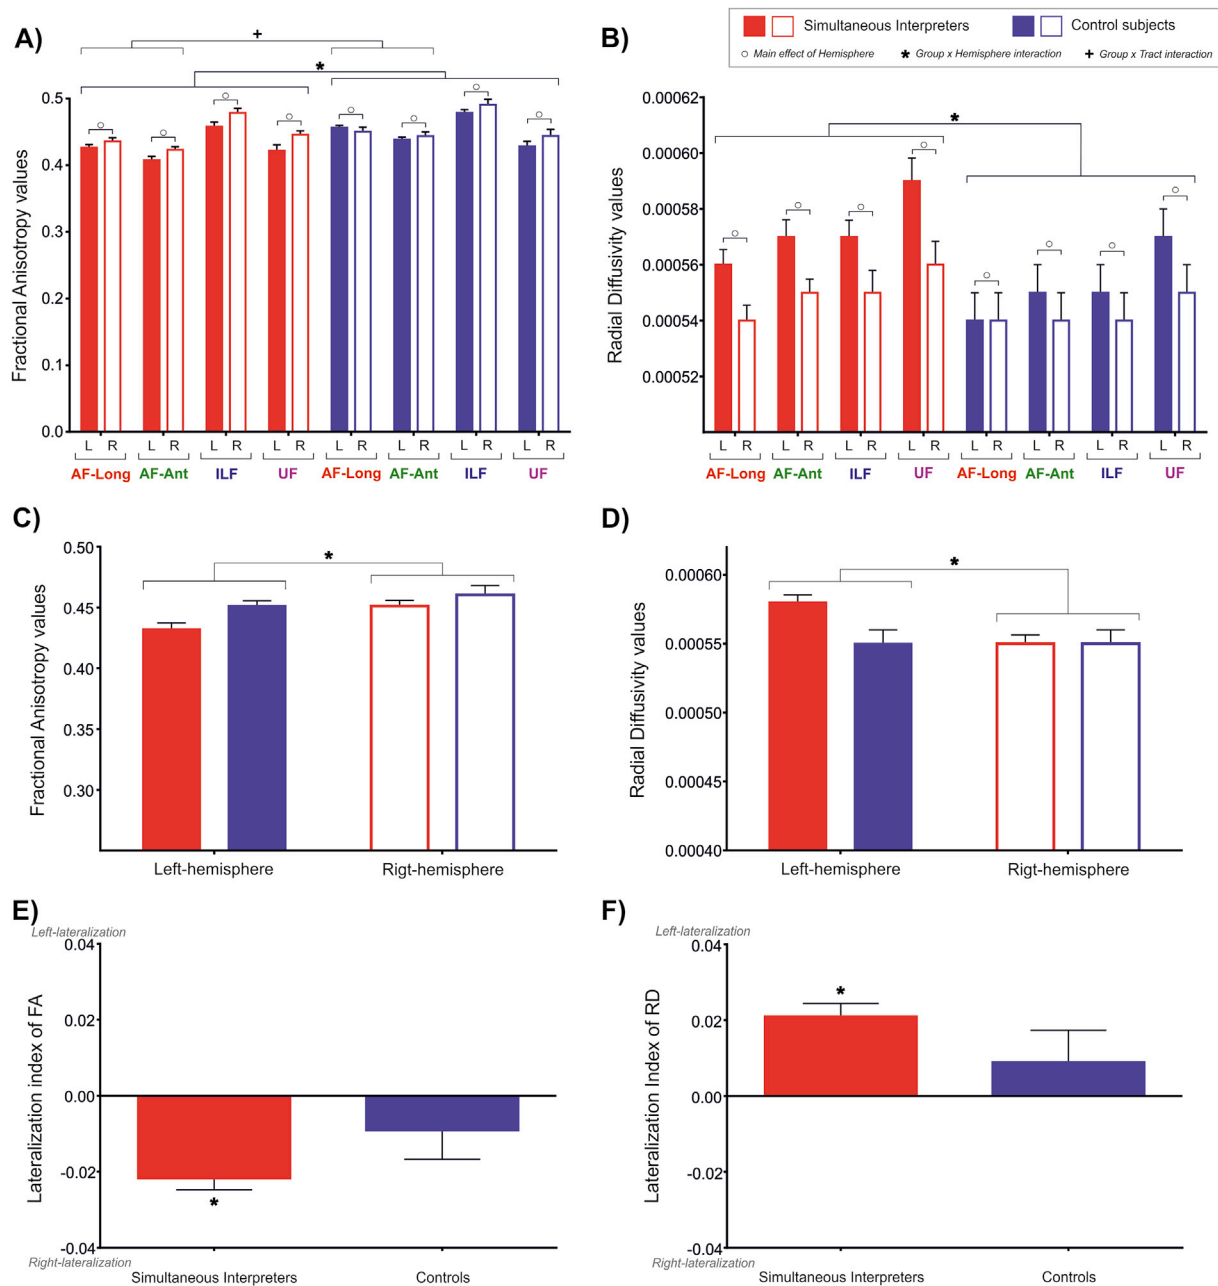 A)
B)
Simultaneous Interpreters
Control subjects
○ Main effect of Hemisphere
* Group x Hemisphere interaction
+ Group x Tract interaction
+
*
Fractional Anisotropy values
0.5
0.4
0.3
0.2
0.1
0.0
L R L R L R L R L R L R L R L R
AF-Long AF-Ant ILF UF AF-Long AF-Ant ILF UF
*
Radial Diffusivity values
0.00062
0.00060
0.00058
0.00056
0.00054
0.00052
L R L R L R L R L R L R L R L R
AF-Long AF-Ant ILF UF AF-Long AF-Ant ILF UF
C)
*
Fractional Anisotropy values
0.50
0.45
0.40
0.35
0.30
Left-hemisphere
Rigt-hemisphere
D)
*
Radial Diffusivity values
0.00060
0.00055
0.00050
0.00045
0.00040
Left-hemisphere
Rigt-hemisphere
E)
Left-lateralization
Lateralization index of FA
0.04
0.02
0.00
-0.02
-0.04
*
Right-lateralization
Simultaneous Interpreters
Controls
F)
Left-lateralization
Lateralization Index of RD
0.04
0.02
0.00
-0.02
-0.04
*
Right-lateralization
Simultaneous Interpreters
Controls